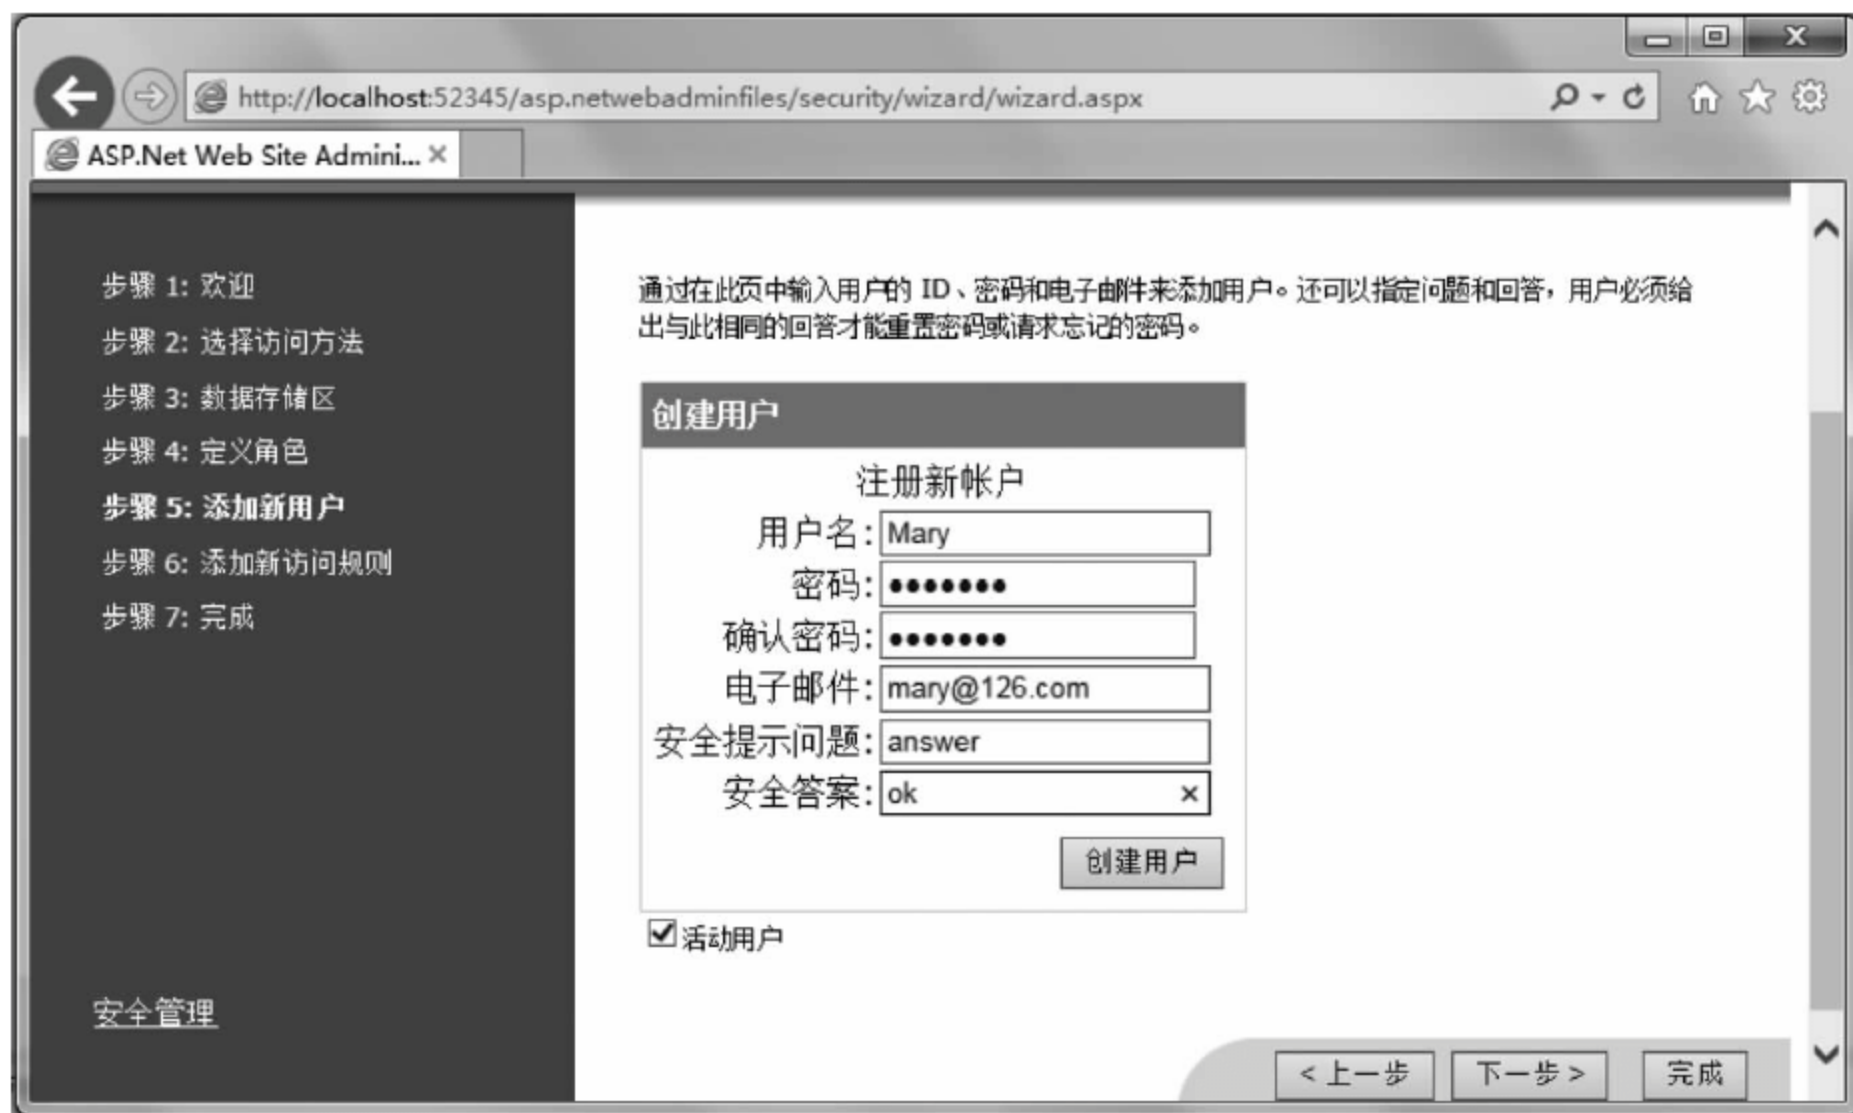 http://localhost:52345/asp.netwebadminfiles/security/wizard/wizard.aspx
ASP.Net Web Site Admini...
步骤 1: 欢迎
步骤 2: 选择访问方法
步骤 3: 数据存储区
步骤 4: 定义角色
步骤 5: 添加新用户
步骤 6: 添加新访问规则
步骤 7: 完成
安全管理
通过在此页中输入用户的 ID、密码和电子邮件来添加用户。还可以指定问题和回答，用户必须给
出与此相同的回答才能重置密码或请求忘记的密码。
创建用户
注册新帐户
用户名: Mary
密码: •••••••
确认密码: •••••••
电子邮件: mary@126.com
安全提示问题: answer
安全答案: ok
创建用户
活动用户
<上一步 下一步> 完成